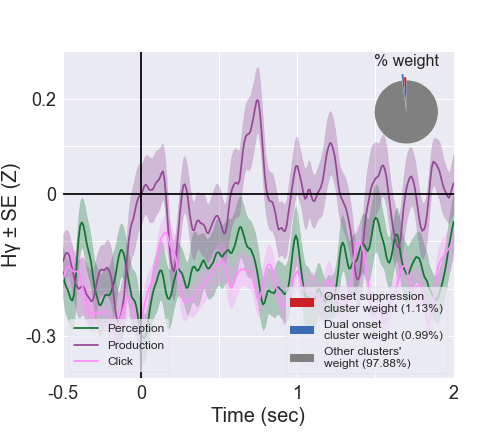 % weight
Hγ ± SE (Z)
0.2
0
-0.3
Perception
Production
Click
Onset suppression
cluster weight (1.13%)
Dual onset
cluster weight (0.99%)
Other clusters'
weight (97.88%)
-0.5 0 1 2
Time (sec)